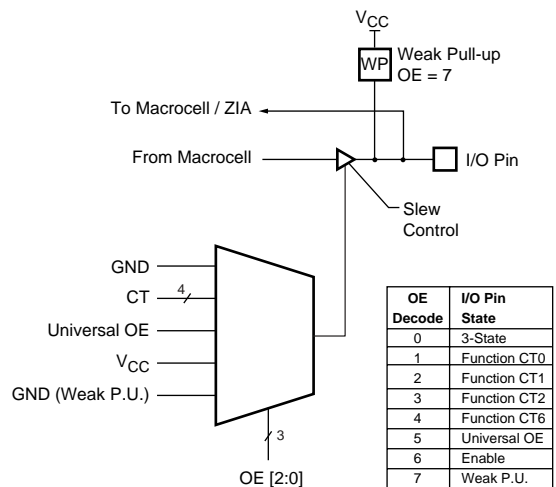 VCC
WP
Weak Pull-up
OE = 7
To Macrocell / ZIA
From Macrocell
I/O Pin
Slew
Control
GND
4
CT
Universal OE
VCC
GND (Weak P.U.)
3
OE [2:0]
OE Decode I/O Pin State
0 3-State
1 Function CT0
2 Function CT1
3 Function CT2
4 Function CT6
5 Universal OE
6 Enable
7 Weak P.U.